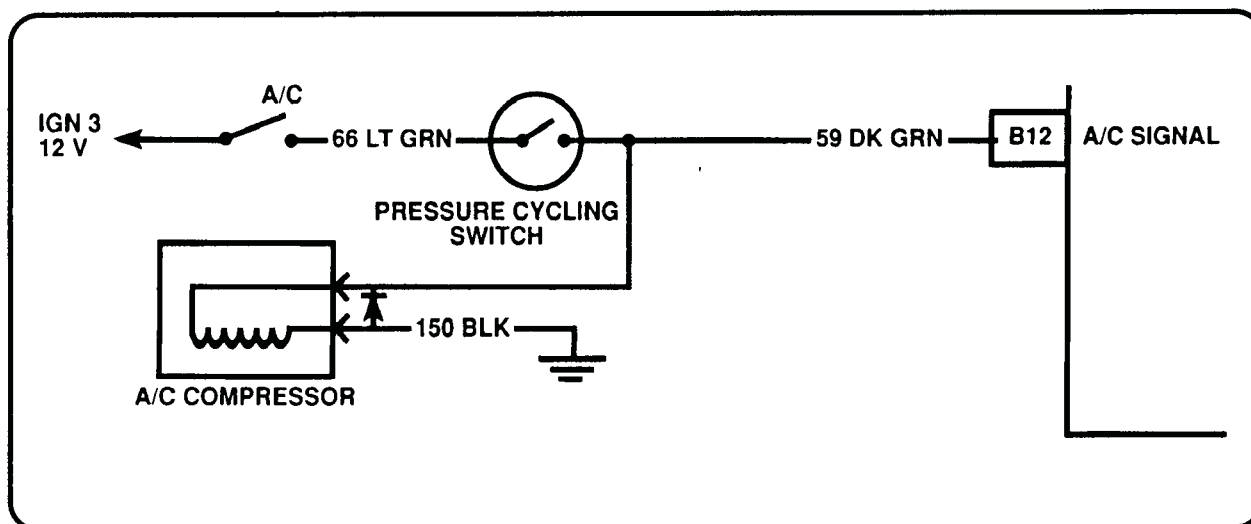 A/C
IGN 3
12 V
66 LT GRN
59 DK GRN
B12
A/C SIGNAL
PRESSURE CYCLING
SWITCH
150 BLK
A/C COMPRESSOR